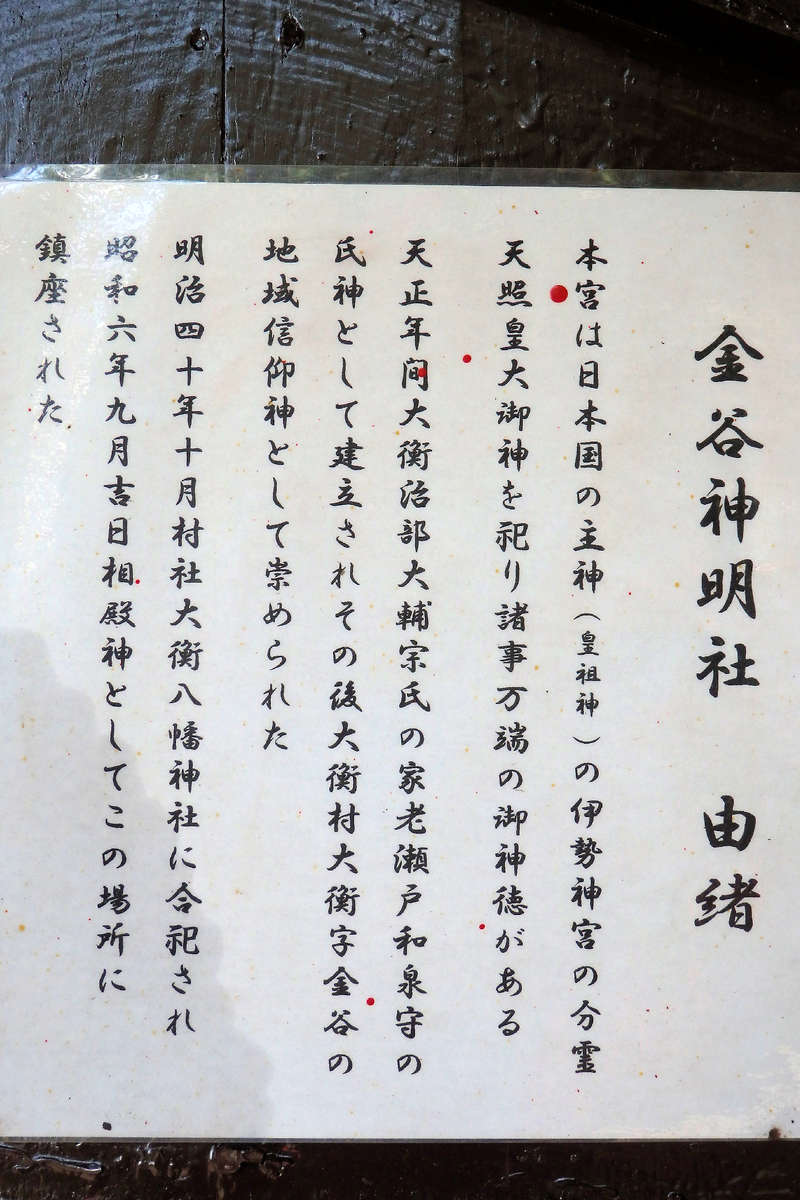 金谷神明社　由緒
本宮は日本国の主神（皇祖神）の伊勢神宮の分霊
天照皇大御神を祀り諸事万端の御神徳がある
天正年間大衡治部大輔宗氏の家老瀬戸和泉守の
氏神として建立されその後大衡村大衡字金谷の
地域信仰神として崇められた
明治四十年十月村社大衡八幡神社に合祀され
昭和六年九月吉日相殿神としてこの場所に
鎮座された